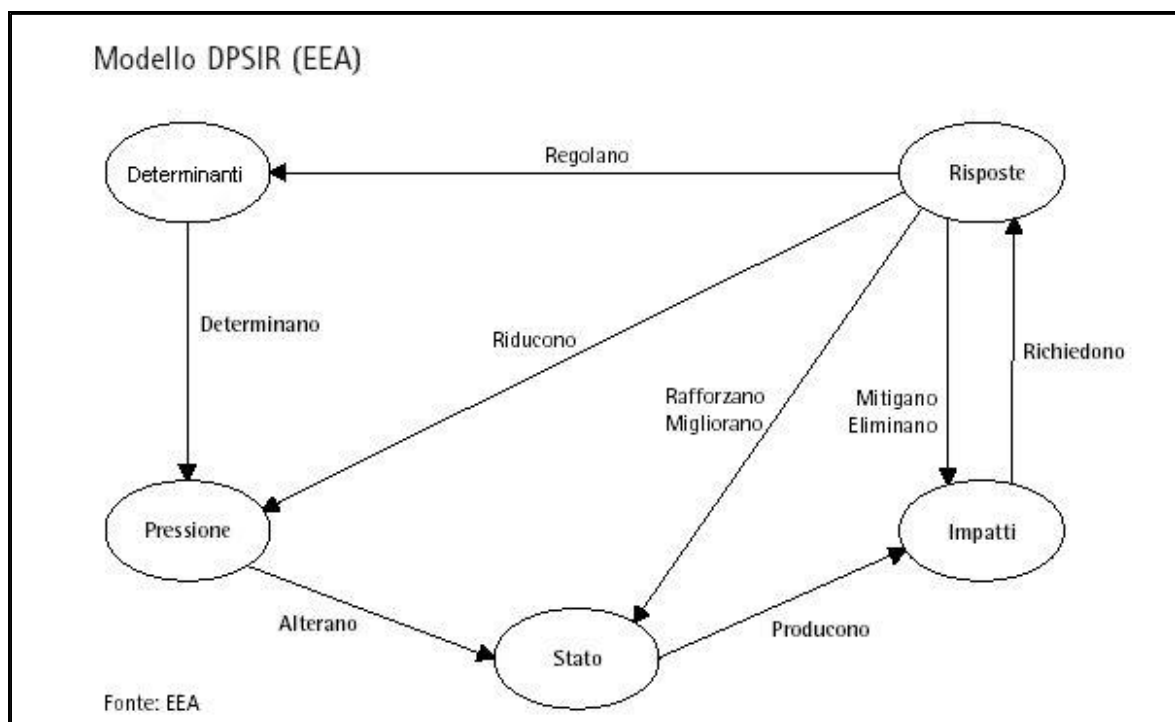 Modello DPSIR (EEA)
Determinanti
Regolano
Risposte
Determinano
Riducono
Rafforzano
Migliorano
Mitigano
Eliminano
Richiedono
Pressione
Impatti
Alterano
Stato
Producono
Fonte: EEA